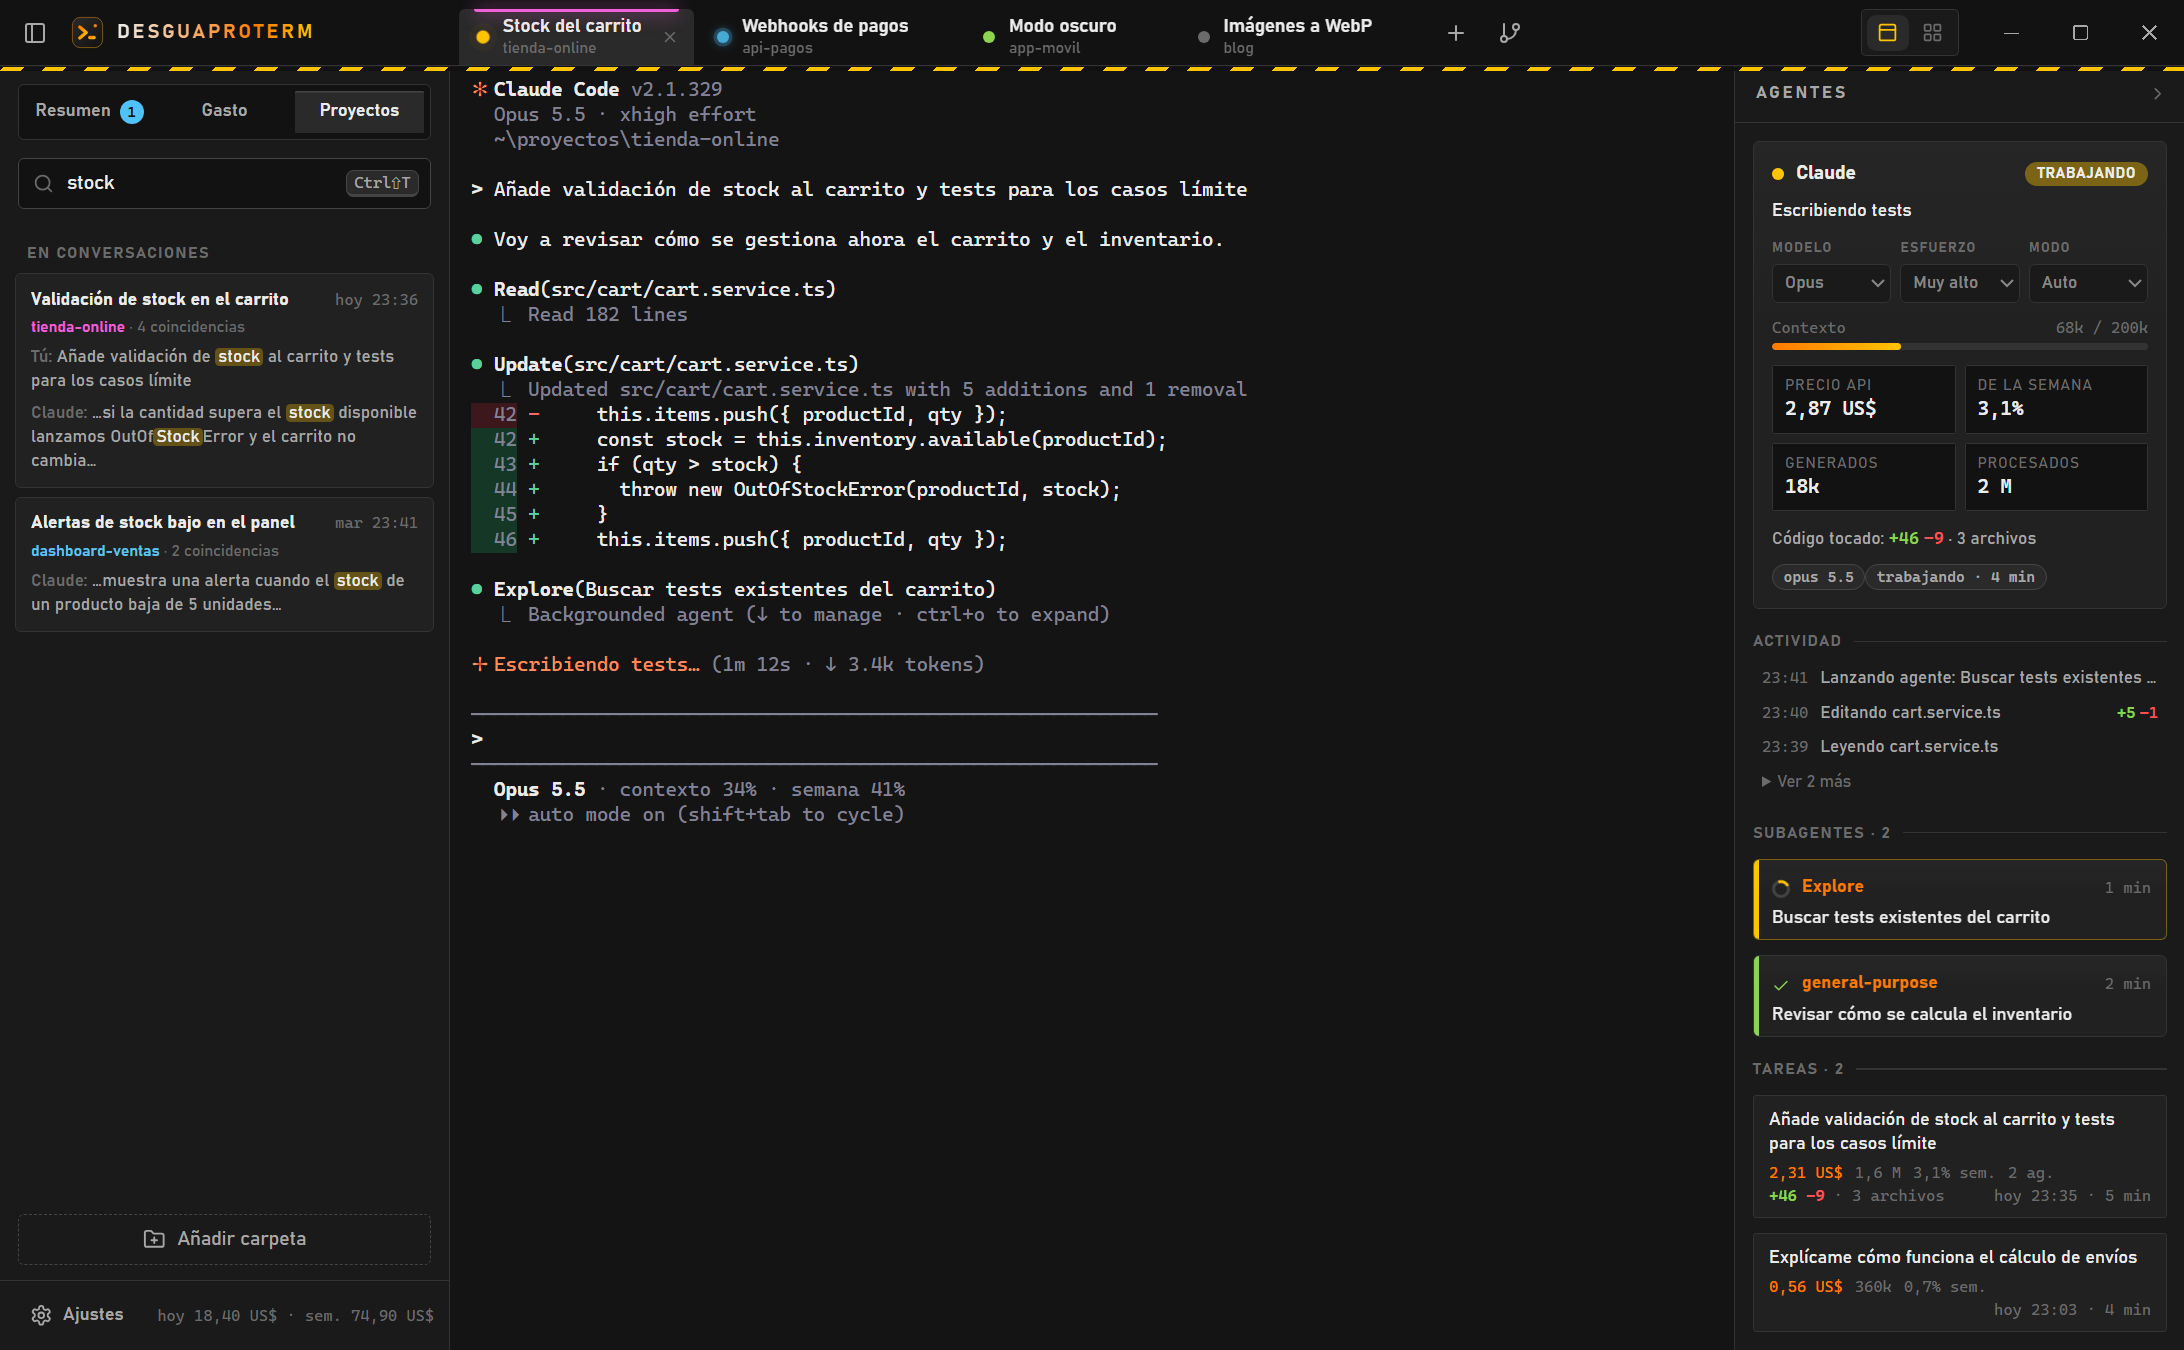 DESGUAPROTERM
Stock del carrito
tienda-online
Webhooks de pagos
api-pagos
Modo oscuro
app-movil
Imágenes a WebP
blog
Resumen 1
Gasto
Proyectos
stock
Ctrl⇧T
EN CONVERSACIONES
Validación de stock en el carrito hoy 23:36
tienda-online · 4 coincidencias
Tú: Añade validación de stock al carrito y tests
para los casos límite
Claude: …si la cantidad supera el stock disponible
lanzamos OutOfStockError y el carrito no
cambia…
Alertas de stock bajo en el panel mar 23:41
dashboard-ventas · 2 coincidencias
Claude: …muestra una alerta cuando el stock de
un producto baja de 5 unidades…
Añadir carpeta
Ajustes hoy 18,40 US$ · sem. 74,90 US$
Claude Code v2.1.329
Opus 5.5 · xhigh effort
~\proyectos\tienda-online
> Añade validación de stock al carrito y tests para los casos límite
● Voy a revisar cómo se gestiona ahora el carrito y el inventario.
● Read(src/cart/cart.service.ts)
⎿ Read 182 lines
● Update(src/cart/cart.service.ts)
⎿ Updated src/cart/cart.service.ts with 5 additions and 1 removal
42 - this.items.push({ productId, qty });
42 + const stock = this.inventory.available(productId);
43 + if (qty > stock) {
44 + throw new OutOfStockError(productId, stock);
45 + }
46 + this.items.push({ productId, qty });
● Explore(Buscar tests existentes del carrito)
⎿ Backgrounded agent (↓ to manage · ctrl+o to expand)
Escribiendo tests… (1m 12s · ↓ 3.4k tokens)
>
Opus 5.5 · contexto 34% · semana 41%
⏵⏵ auto mode on (shift+tab to cycle)
AGENTES
Claude TRABAJANDO
Escribiendo tests
MODELO ESFUERZO MODO
Opus Muy alto Auto
Contexto 68k / 200k
PRECIO API DE LA SEMANA
2,87 US$ 3,1%
GENERADOS PROCESADOS
18k 2 M
Código tocado: +46 −9 · 3 archivos
opus 5.5 trabajando · 4 min
ACTIVIDAD
23:41 Lanzando agente: Buscar tests existentes …
23:40 Editando cart.service.ts +5 −1
23:39 Leyendo cart.service.ts
▶ Ver 2 más
SUBAGENTES · 2
Explore 1 min
Buscar tests existentes del carrito
general-purpose 2 min
Revisar cómo se calcula el inventario
TAREAS · 2
Añade validación de stock al carrito y tests
para los casos límite
2,31 US$ 1,6 M 3,1% sem. 2 ag.
+46 −9 · 3 archivos hoy 23:35 · 5 min
Explícame cómo funciona el cálculo de envíos
0,56 US$ 360k 0,7% sem.
hoy 23:03 · 4 min